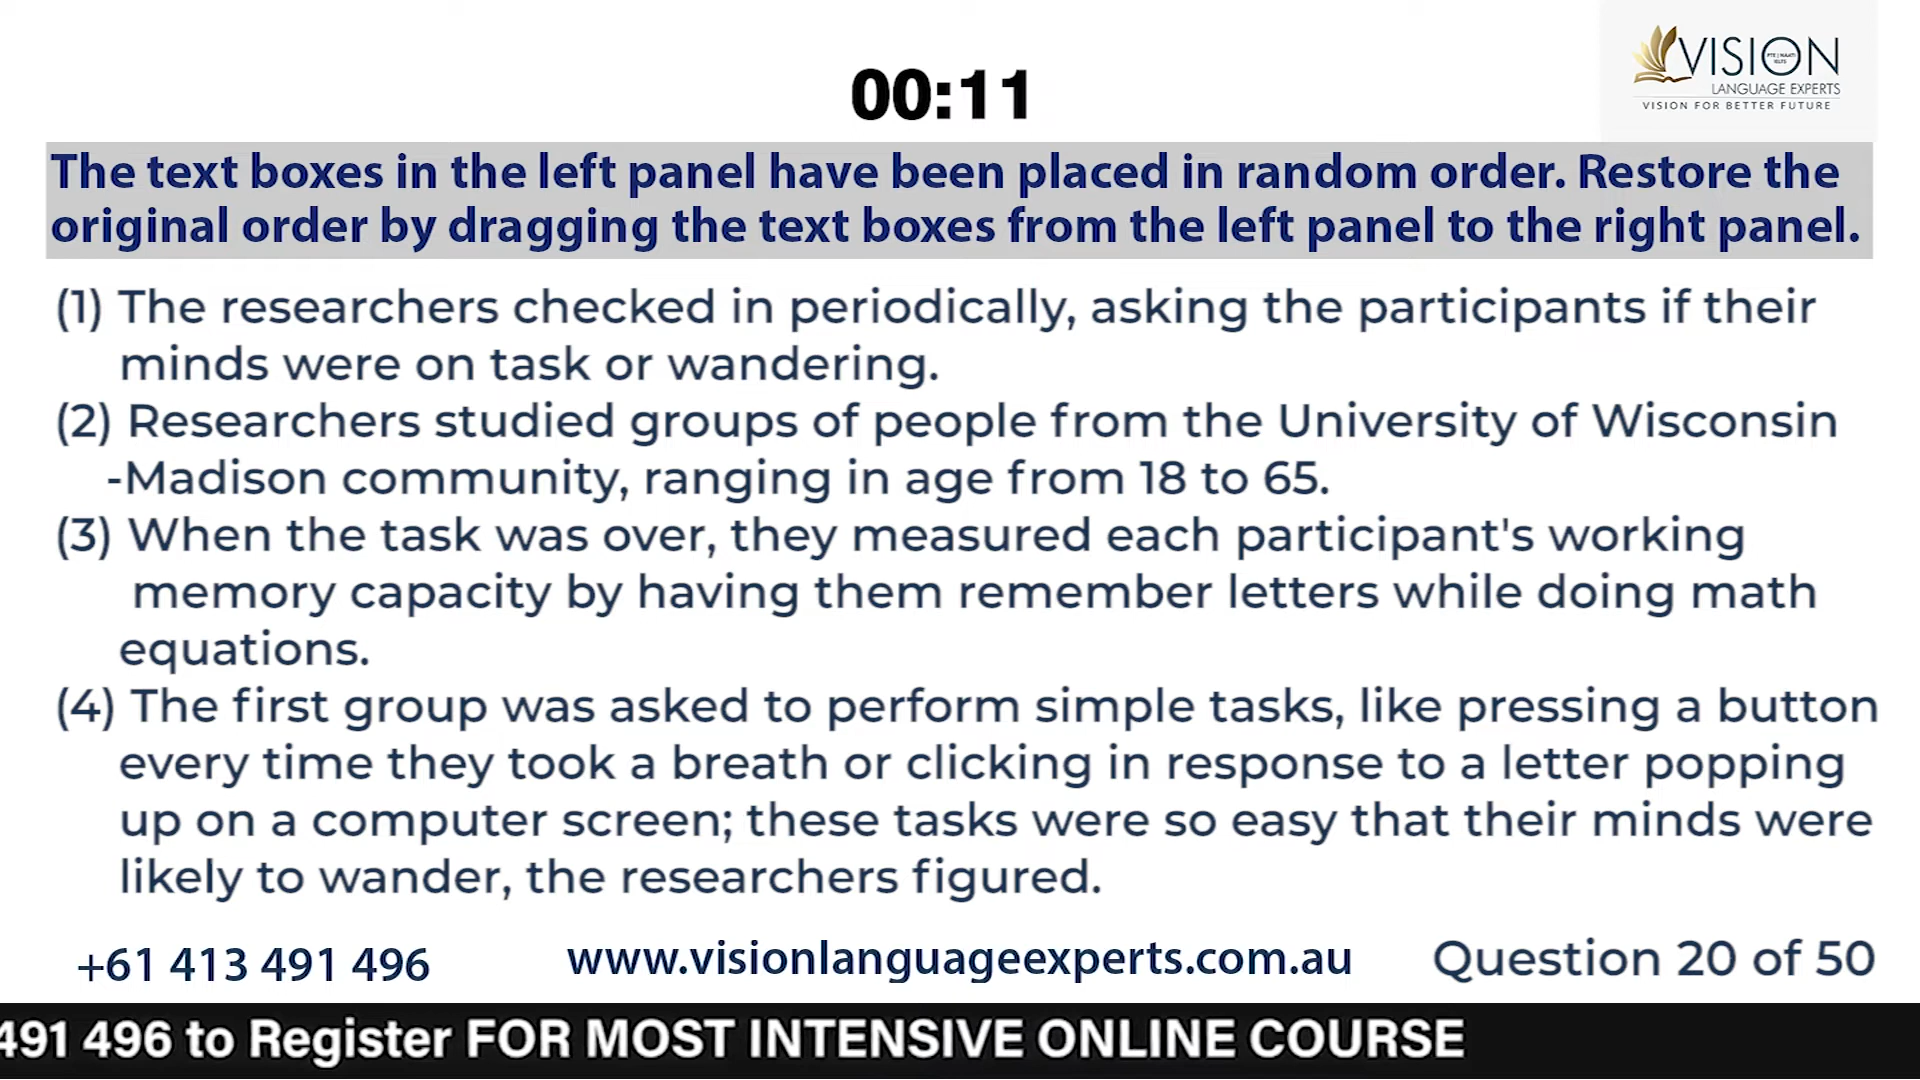 VISION
LANGUAGE EXPERTS
VISION FOR BETTER FUTURE
00:11
The text boxes in the left panel have been placed in random order. Restore the
original order by dragging the text boxes from the left panel to the right panel.
(1) The researchers checked in periodically, asking the participants if their
minds were on task or wandering.
(2) Researchers studied groups of people from the University of Wisconsin
-Madison community, ranging in age from 18 to 65.
(3) When the task was over, they measured each participant's working
memory capacity by having them remember letters while doing math
equations.
(4) The first group was asked to perform simple tasks, like pressing a button
every time they took a breath or clicking in response to a letter popping
up on a computer screen; these tasks were so easy that their minds were
likely to wander, the researchers figured.
+61 413 491 496
www.visionlanguageexperts.com.au
Question 20 of 50
491 496 to Register FOR MOST INTENSIVE ONLINE COURSE